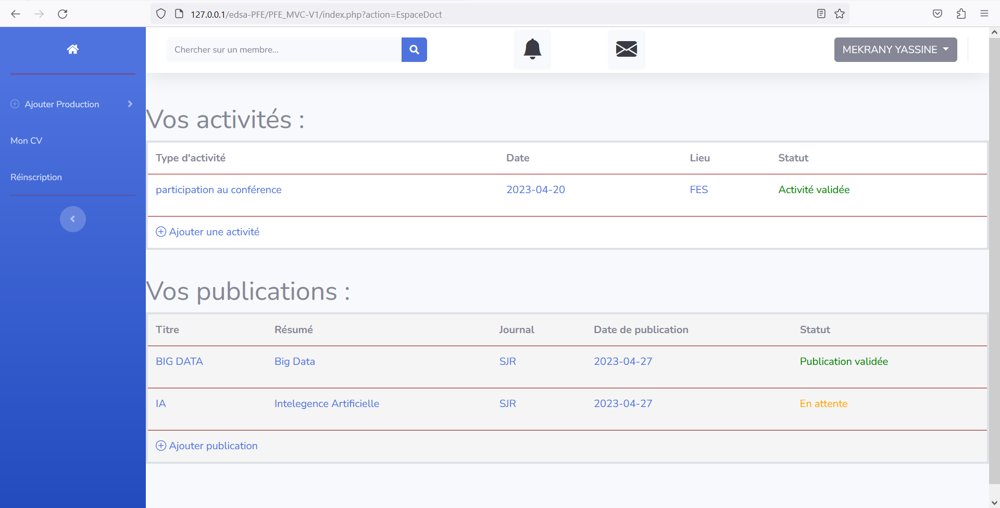 127.0.0.1/edsa-PFE/PFE_MVC-V1/index.php?action=EspaceDoct
Chercher sur un membre...
MEKRANY YASSINE
Ajouter Production
Mon CV
Réinscription
Vos activités :
Type d'activité Date Lieu Statut
participation au conférence 2023-04-20 FES Activité validée
Ajouter une activité
Vos publications :
Titre Résumé Journal Date de publication Statut
BIG DATA Big Data SJR 2023-04-27 Publication validée
IA Intelegence Artificielle SJR 2023-04-27 En attente
Ajouter publication